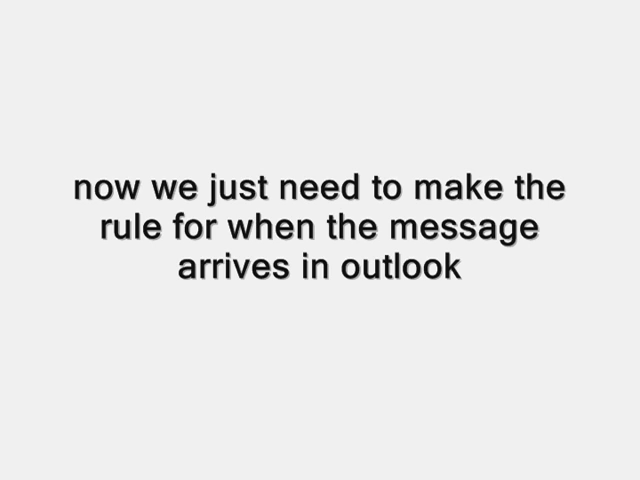 now we just need to make the
rule for when the message
arrives in outlook